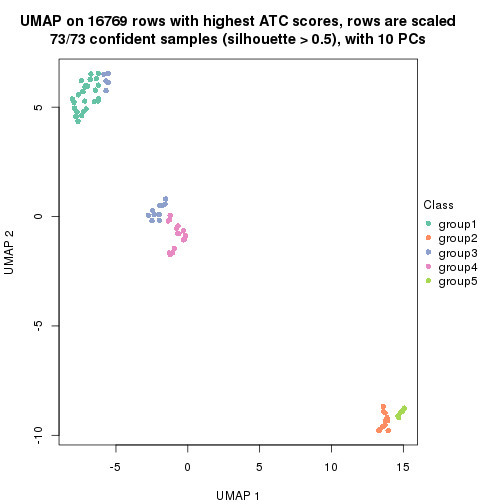 UMAP on 16769 rows with highest ATC scores, rows are scaled
73/73 confident samples (silhouette > 0.5), with 10 PCs
5
0
-5
-10
UMAP 2
-5
0
5
10
15
UMAP 1
Class
group1
group2
group3
group4
group5